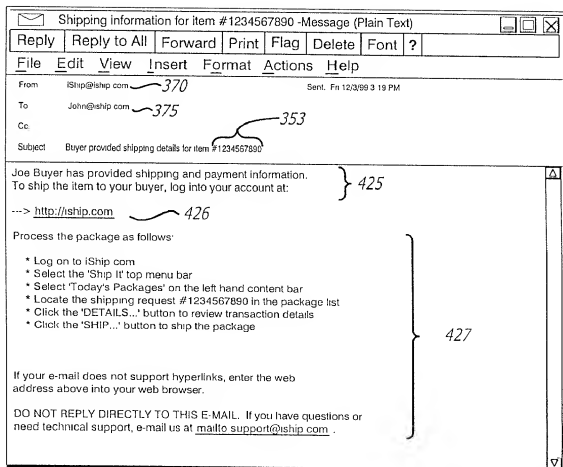 Shipping information for item #1234567890 -Message (Plain Text)
Reply Reply to All Forward Print Flag Delete Font ?
File Edit View Insert Format Actions Help
From iShip@iship com 370 Sent. Fri 12/3/99 3 19 PM
To John@iship com 375
Cc. 353
Subject Buyer provided shipping details for item #1234567890
Joe Buyer has provided shipping and payment information.
To ship the item to your buyer, log into your account at: 425
---> http://iship.com 426
Process the package as follows:
* Log on to iShip com
* Select the 'Ship It' top menu bar
* Select 'Today's Packages' on the left hand content bar
* Locate the shipping request #1234567890 in the package list
* Click the 'DETAILS...' button to review transaction details
* Click the 'SHIP...' button to ship the package
427
If your e-mail does not support hyperlinks, enter the web
address above into your web browser.
DO NOT REPLY DIRECTLY TO THIS E-MAIL. If you have questions or
need technical support, e-mail us at mailto support@iship com .